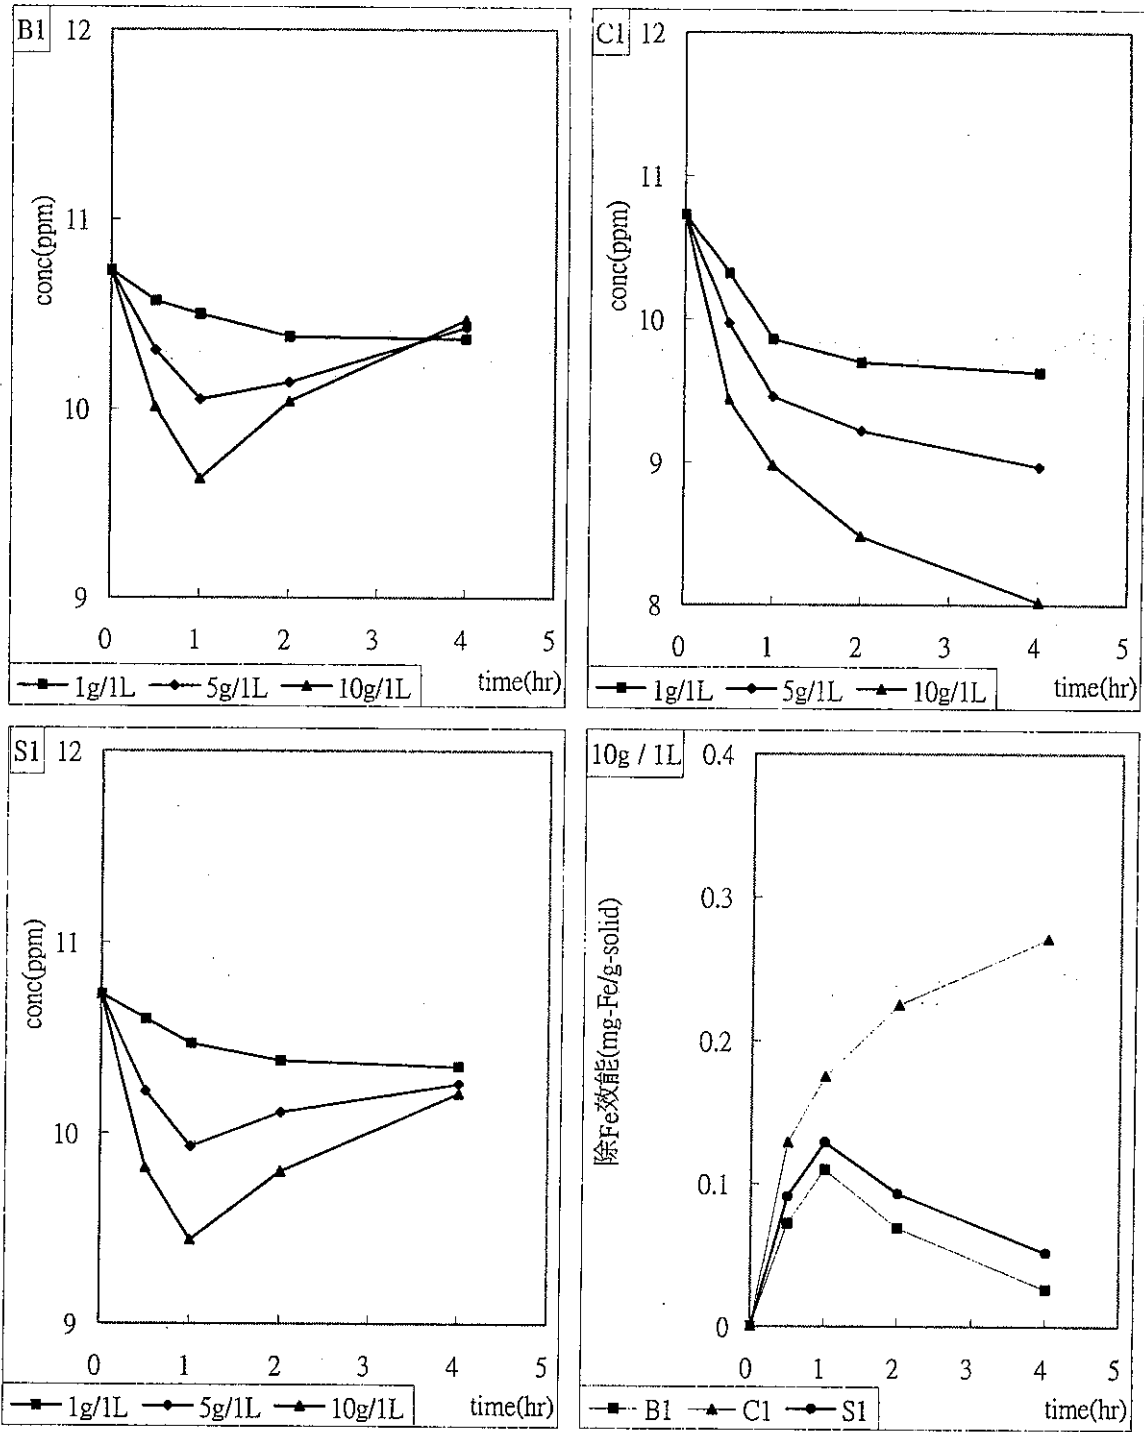 B1
12
11
10
9
conc(ppm)
0 1 2 3 4 5
1g/1L 5g/1L 10g/1L time(hr)
C1
12
11
10
9
8
conc(ppm)
0 1 2 3 4 5
1g/1L 5g/1L 10g/1L time(hr)
S1
12
11
10
9
conc(ppm)
0 1 2 3 4 5
1g/1L 5g/1L 10g/1L time(hr)
10g / 1L
0.4
0.3
0.2
0.1
0
除Fe效能(mg-Fe/g-solid)
0 1 2 3 4 5
B1 C1 S1 time(hr)